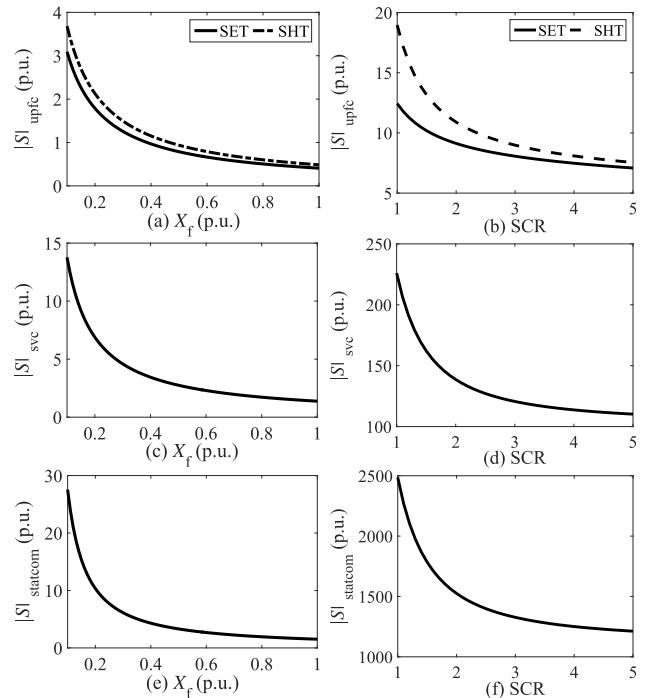 |S| upfc (p.u.)
SET SHT
4
3
2
1
0
0.2 0.4 0.6 0.8 1
(a) Xf (p.u.)
|S| upfc (p.u.)
SET SHT
20
15
10
5
1 2 3 4 5
(b) SCR
|S| svc (p.u.)
15
10
5
0
0.2 0.4 0.6 0.8 1
(c) Xf (p.u.)
|S| svc (p.u.)
250
200
150
100
1 2 3 4 5
(d) SCR
|S| statcom (p.u.)
30
20
10
0
0.2 0.4 0.6 0.8 1
(e) Xf (p.u.)
|S| statcom (p.u.)
2500
2000
1500
1000
1 2 3 4 5
(f) SCR